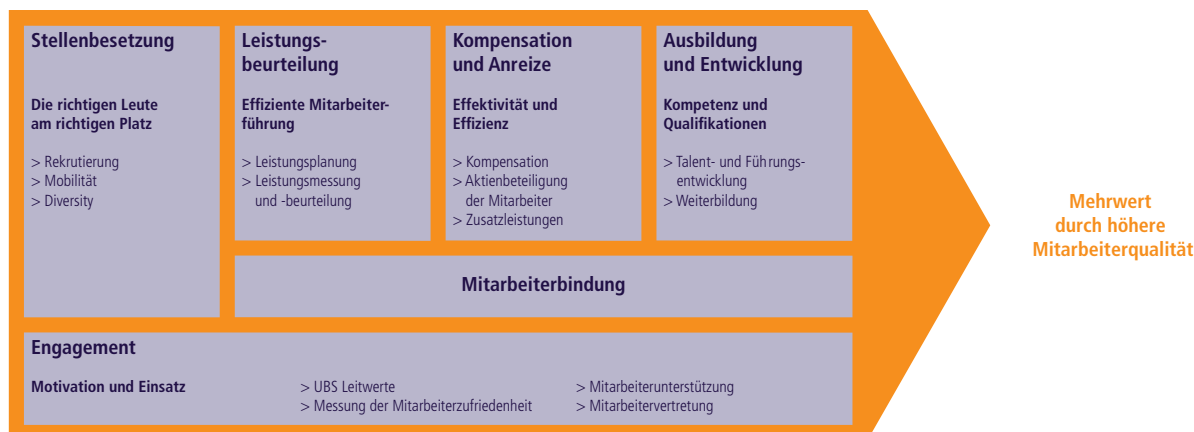 Stellenbesetzung
Die richtigen Leute
am richtigen Platz
> Rekrutierung
> Mobilität
> Diversity
Leistungs-
beurteilung
Effiziente Mitarbeiter-
führung
> Leistungsplanung
> Leistungsmessung
und -beurteilung
Kompensation
und Anreize
Effektivität und
Effizienz
> Kompensation
> Aktienbeteiligung
der Mitarbeiter
> Zusatzleistungen
Ausbildung
und Entwicklung
Kompetenz und
Qualifikationen
> Talent- und Führungs-
entwicklung
> Weiterbildung
Mitarbeiterbindung
Engagement
Motivation und Einsatz
> UBS Leitwerte
> Messung der Mitarbeiterzufriedenheit
> Mitarbeiterunterstützung
> Mitarbeitervertretung
Mehrwert
durch höhere
Mitarbeiterqualität